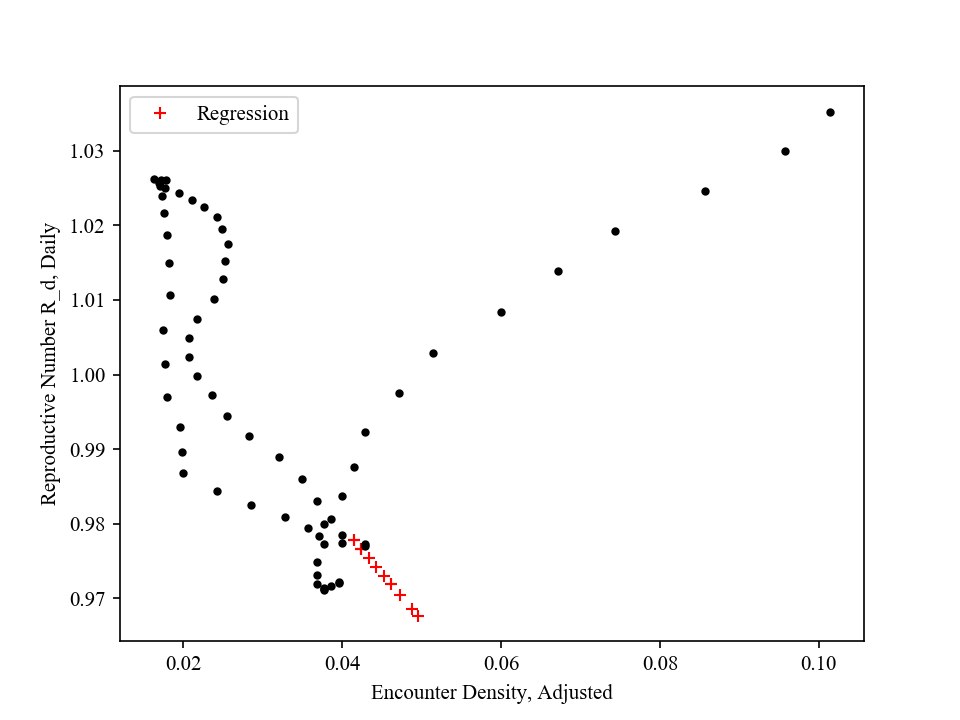 Regression
1.03
1.02
1.01
1.00
0.99
0.98
0.97
Reproductive Number R_d, Daily
0.02 0.04 0.06 0.08 0.10
Encounter Density, Adjusted